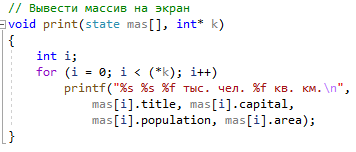 // Вывести массив на экран
void print(state mas[], int* k)
{
int i;
for (i = 0; i < (*k); i++)
printf("%s %s %f тыс. чел. %f кв. км.\n",
mas[i].title, mas[i].capital,
mas[i].population, mas[i].area);
}